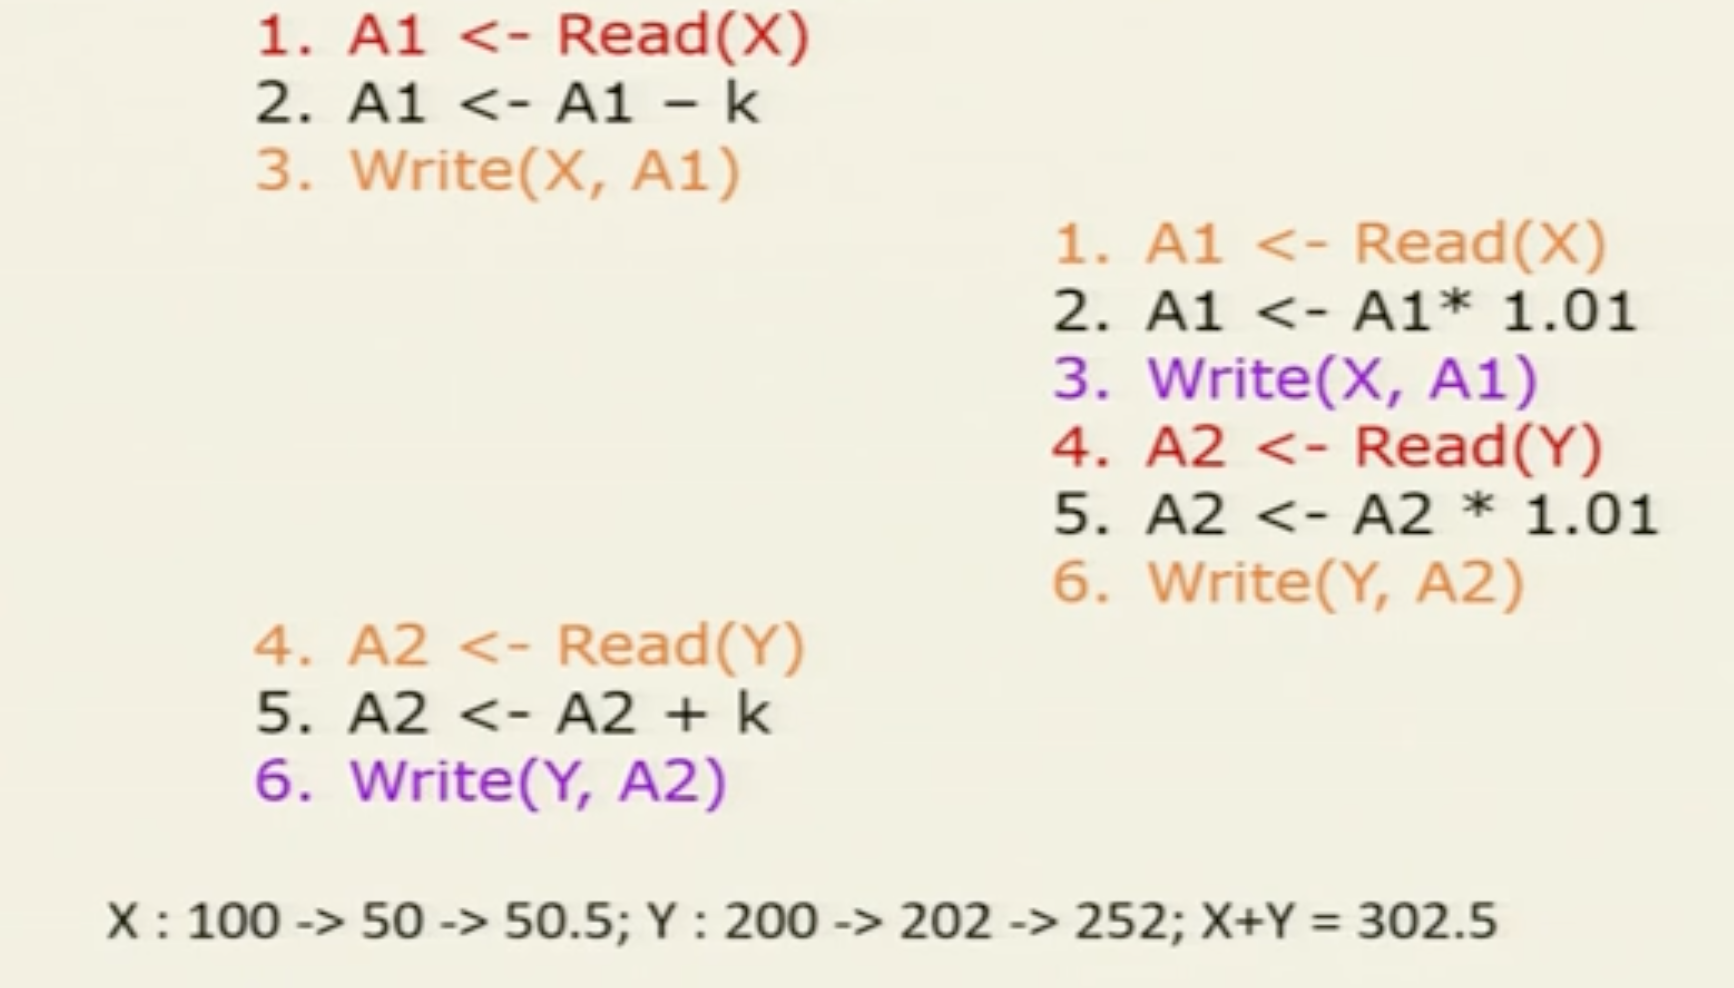 1. A1 <- Read(X)
2. A1 <- A1 – k
3. Write(X, A1)
1. A1 <- Read(X)
2. A1 <- A1* 1.01
3. Write(X, A1)
4. A2 <- Read(Y)
5. A2 <- A2 * 1.01
6. Write(Y, A2)
4. A2 <- Read(Y)
5. A2 <- A2 + k
6. Write(Y, A2)
X : 100 -> 50 -> 50.5; Y : 200 -> 202 -> 252; X+Y = 302.5